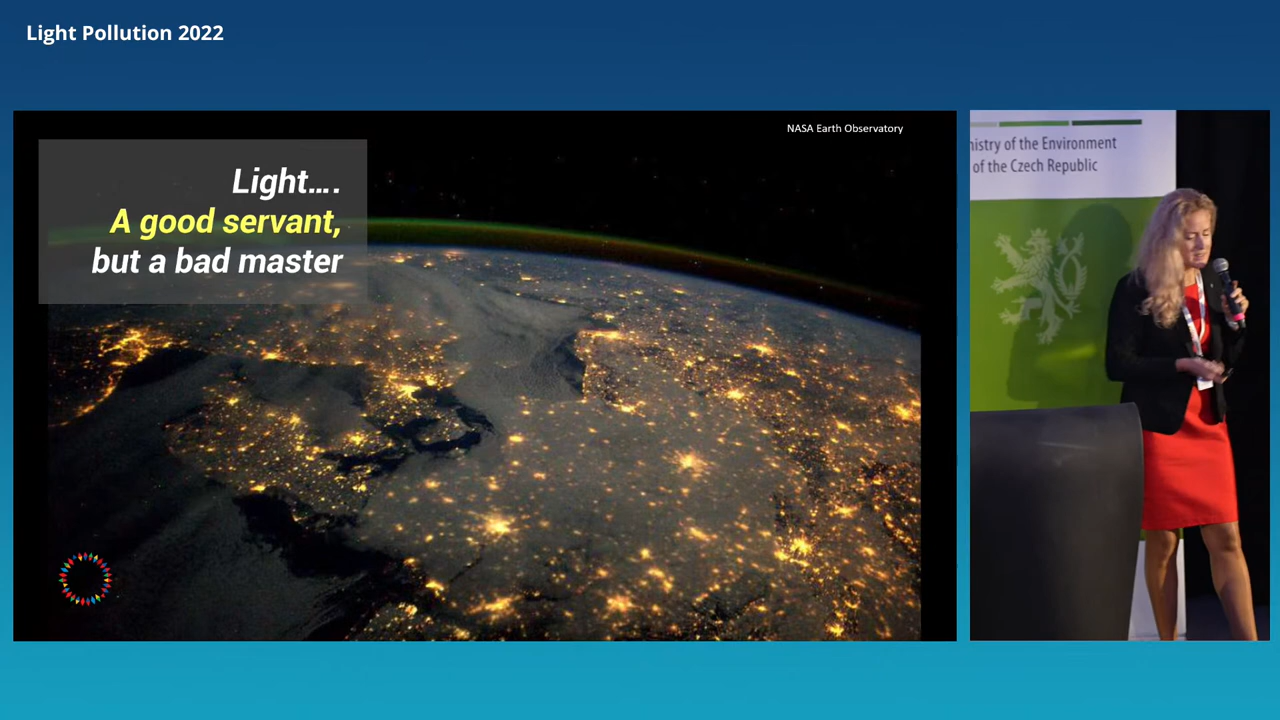 Light Pollution 2022
NASA Earth Observatory
Light....
A good servant,
but a bad master
of the Environment
of the Czech Republic